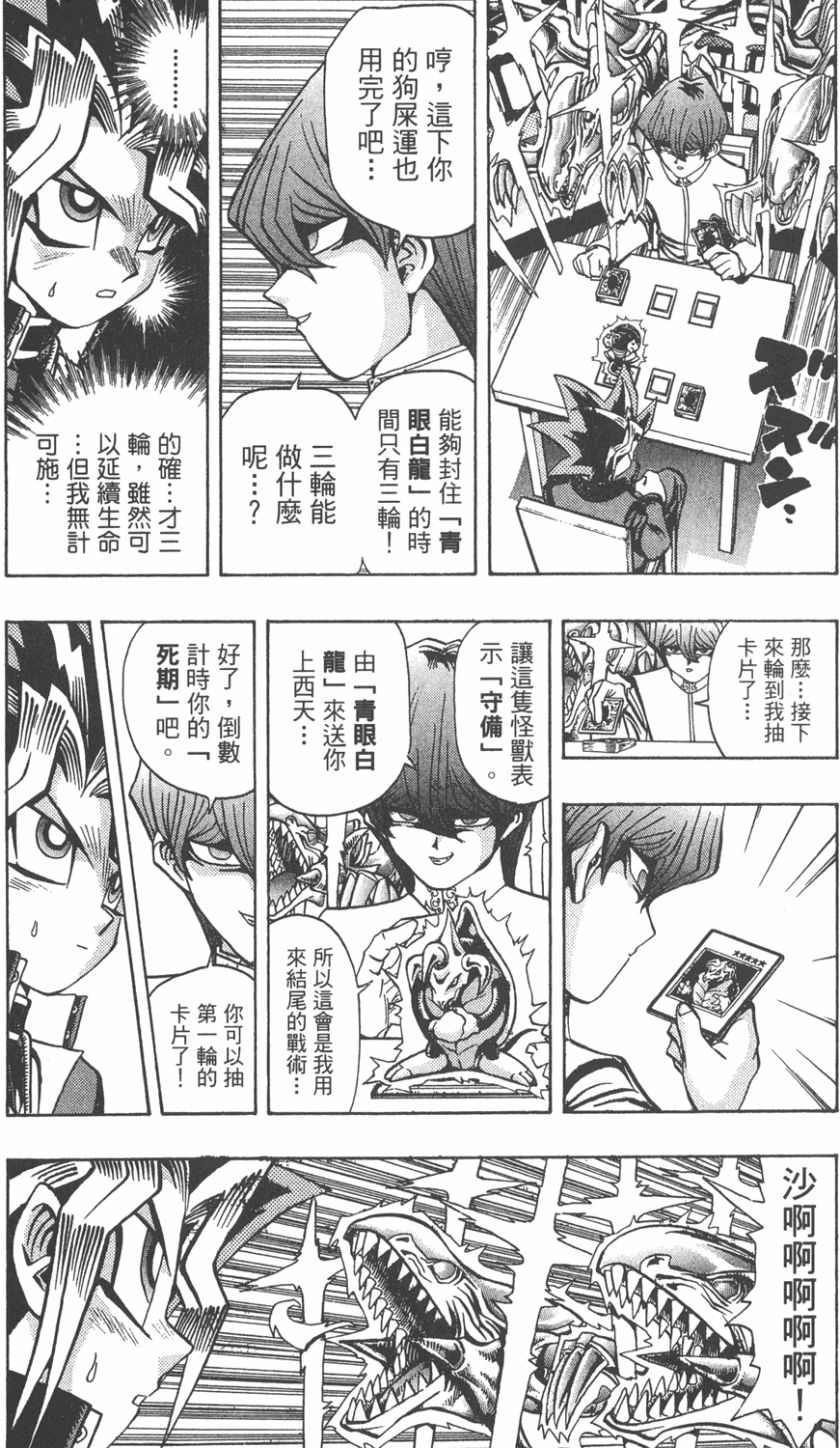 ズズズン…
哼，這下你
的狗屎運也
用完了吧…
能夠封住「青
眼白龍」的時
間只有三輪！
三輪能
做什麼
呢…？
………
的確…才三
輪，雖然可
以延續生命
…但我無計
可施…
那麼…接下
來輪到我抽
卡片了…
讓這隻怪獸表
示「守備」。
由「青眼白
龍」來送你
上西天…
所以這會是我用
來結尾的戰術…
好了，倒數
計時你的「
死期」吧。
你可以抽
第一輪的
卡片了！
沙啊啊啊啊啊！